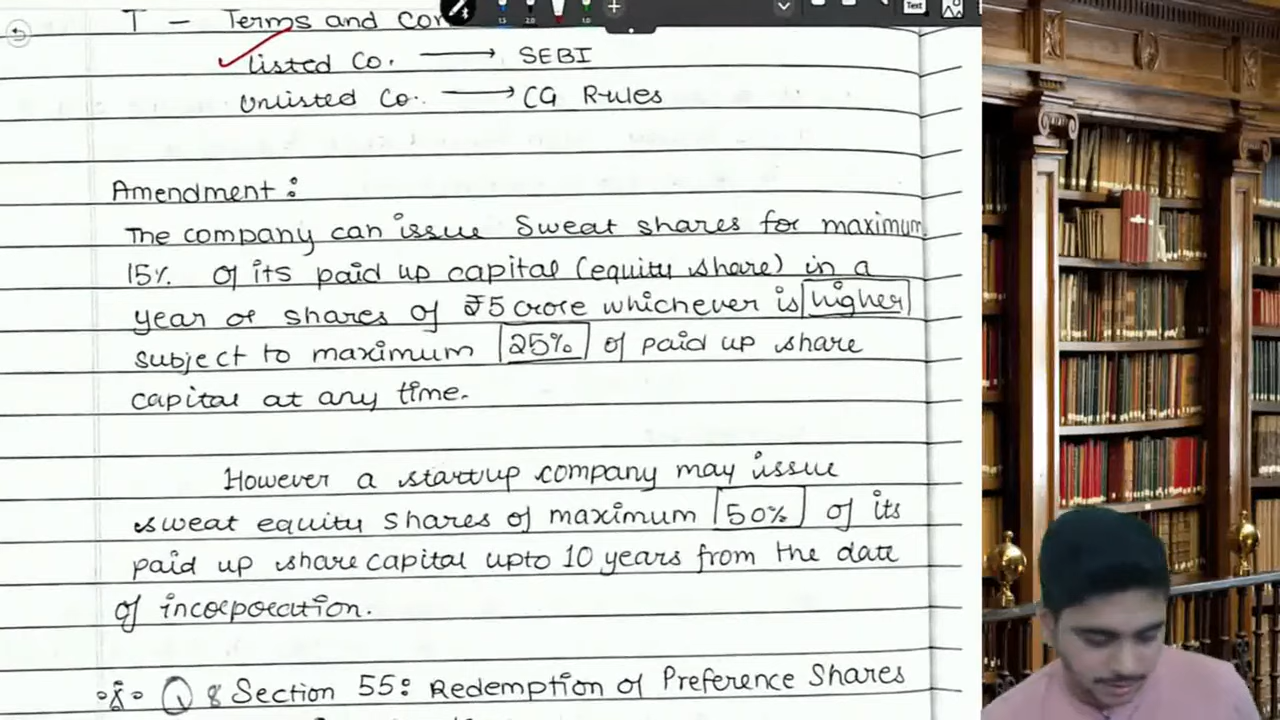 T - Terms and Con
Listed Co. → SEBI
Unlisted Co. → CG Rules
Amendment :
The company can issue Sweat shares for maximum
15% of its paid up capital (equity share) in a
year or shares of ₹5 crore whichever is higher
subject to maximum 25% of paid up share
capital at any time.
However a startup company may issue
sweat equity shares of maximum 50% of its
paid up share capital upto 10 years from the date
of incorporation.
Q 8 Section 55: Redemption of Preference Shares